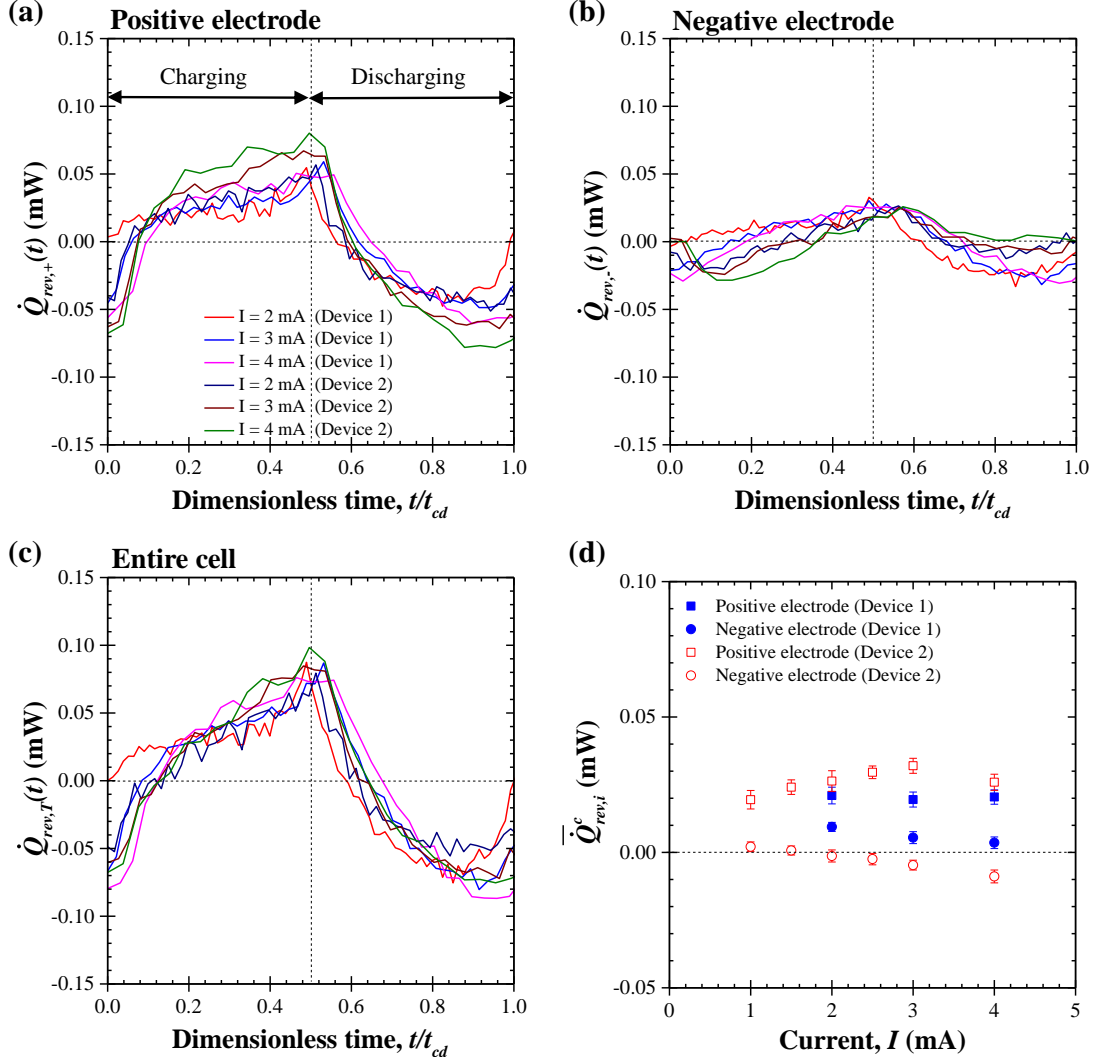 (a) Positive electrode
0.15
0.10
0.05
0.00
-0.05
-0.10
-0.15
Q̇rev,+(t) (mW)
Charging
Discharging
I = 2 mA (Device 1)
I = 3 mA (Device 1)
I = 4 mA (Device 1)
I = 2 mA (Device 2)
I = 3 mA (Device 2)
I = 4 mA (Device 2)
0.0 0.2 0.4 0.6 0.8 1.0
Dimensionless time, t/tcd
(b) Negative electrode
0.15
0.10
0.05
0.00
-0.05
-0.10
-0.15
Q̇rev,-(t) (mW)
0.0 0.2 0.4 0.6 0.8 1.0
Dimensionless time, t/tcd
(c) Entire cell
0.15
0.10
0.05
0.00
-0.05
-0.10
-0.15
Q̇rev,T(t) (mW)
0.0 0.2 0.4 0.6 0.8 1.0
Dimensionless time, t/tcd
(d)
0.10
0.05
0.00
-0.05
Q̇̅ᶜrev,i (mW)
Positive electrode (Device 1)
Negative electrode (Device 1)
Positive electrode (Device 2)
Negative electrode (Device 2)
0 1 2 3 4 5
Current, I (mA)